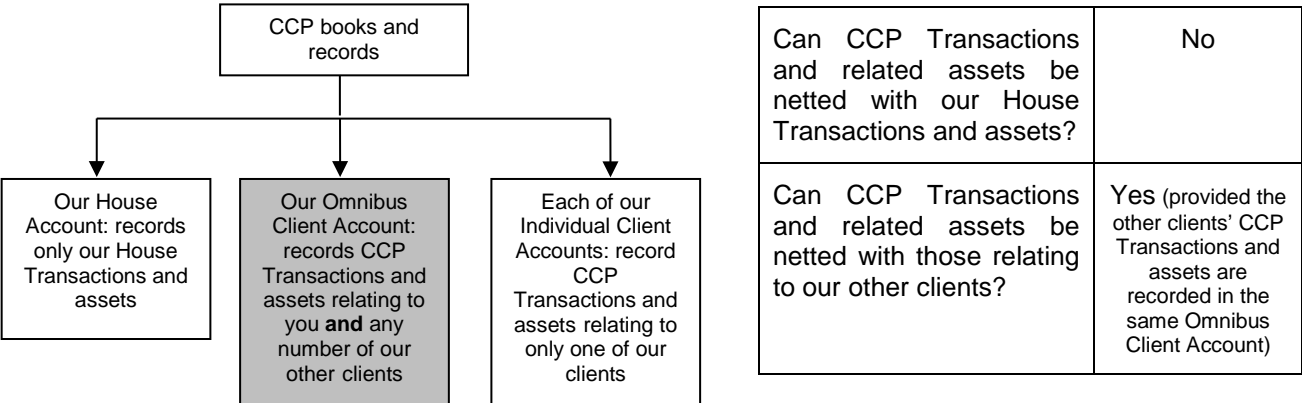 CCP books and
records
Our House
Account: records
only our House
Transactions and
assets
Our Omnibus
Client Account:
records CCP
Transactions and
assets relating to
you and any
number of our
other clients
Each of our
Individual Client
Accounts: record
CCP
Transactions and
assets relating to
only one of our
clients
Can CCP Transactions
and related assets be
netted with our House
Transactions and assets?
No
Can CCP Transactions
and related assets be
netted with those relating
to our other clients?
Yes (provided the
other clients’ CCP
Transactions and
assets are
recorded in the
same Omnibus
Client Account)